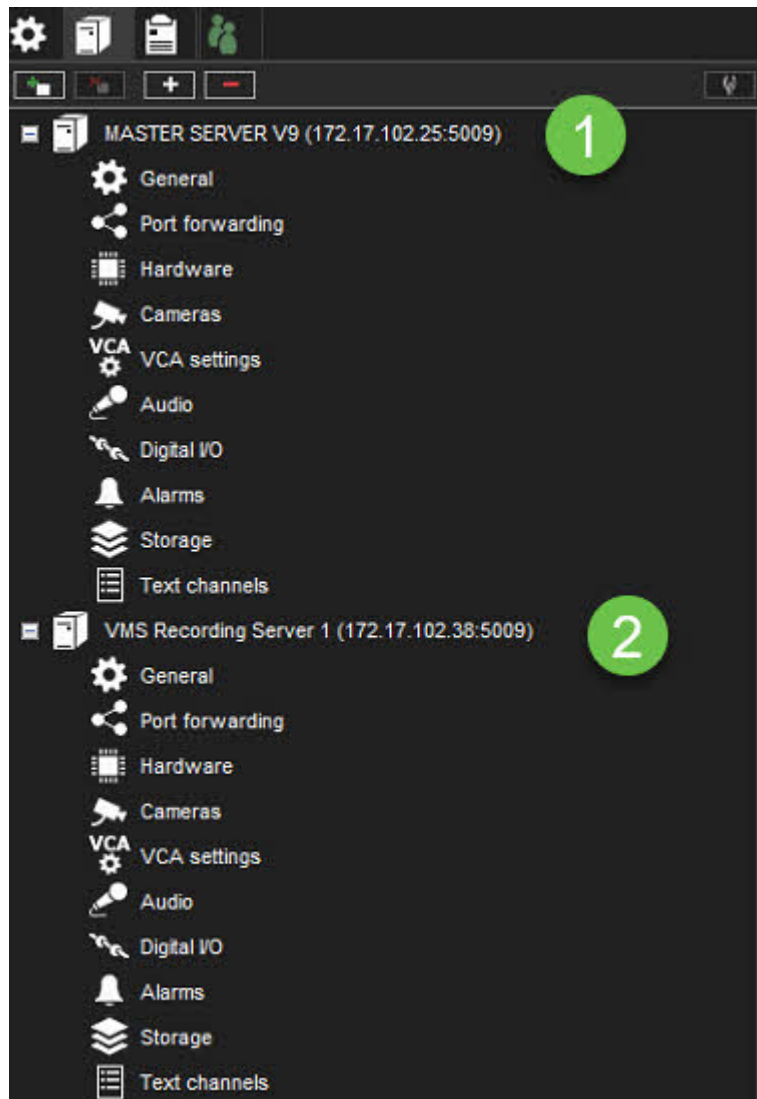 MASTER SERVER V9 (172.17.102.25:5009)
1
General
Port forwarding
Hardware
Cameras
VCA
VCA settings
Audio
Digital I/O
Alarms
Storage
Text channels
VMS Recording Server 1 (172.17.102.38:5009)
2
General
Port forwarding
Hardware
Cameras
VCA
VCA settings
Audio
Digital I/O
Alarms
Storage
Text channels